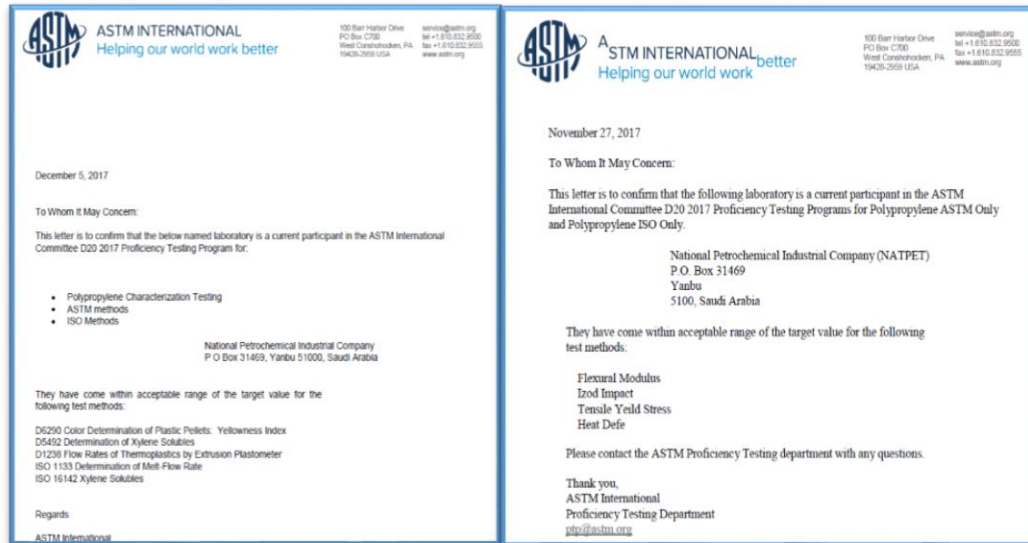 ASTM
ASTM INTERNATIONAL
Helping our world work better
100 Barr Harbor Drive
PO Box C700
West Conshohocken, PA
19428-2959 USA
service@astm.org
tel +1.610.832.9500
fax +1.610.832.9555
www.astm.org
December 5, 2017
To Whom It May Concern:
This letter is to confirm that the below named laboratory is a current participant in the ASTM International
Committee D20 2017 Proficiency Testing Program for:
• Polypropylene Characterization Testing
• ASTM methods
• ISO Methods
National Petrochemical Industrial Company
P O Box 31469, Yanbu 51000, Saudi Arabia
They have come within acceptable range of the target value for the
following test methods:
D6290 Color Determination of Plastic Pellets: Yellowness Index
D5492 Determination of Xylene Solubles
D1238 Flow Rates of Thermoplastics by Extrusion Plastometer
ISO 1133 Determination of Melt-Flow Rate
ISO 16142 Xylene Solubles
Regards
ASTM International
ASTM
ASTM INTERNATIONAL better
Helping our world work
100 Barr Harbor Drive
PO Box C700
West Conshohocken, PA
19428-2959 USA
service@astm.org
tel +1.610.832.9500
fax +1.610.832.9555
www.astm.org
November 27, 2017
To Whom It May Concern:
This letter is to confirm that the following laboratory is a current participant in the ASTM
International Committee D20 2017 Proficiency Testing Programs for Polypropylene ASTM Only
and Polypropylene ISO Only.
National Petrochemical Industrial Company (NATPET)
P.O. Box 31469
Yanbu
5100, Saudi Arabia
They have come within acceptable range of the target value for the following
test methods:
Flexural Modulus
Izod Impact
Tensile Yeild Stress
Heat Defe
Please contact the ASTM Proficiency Testing department with any questions.
Thank you,
ASTM International
Proficiency Testing Department
ptp@astm.org